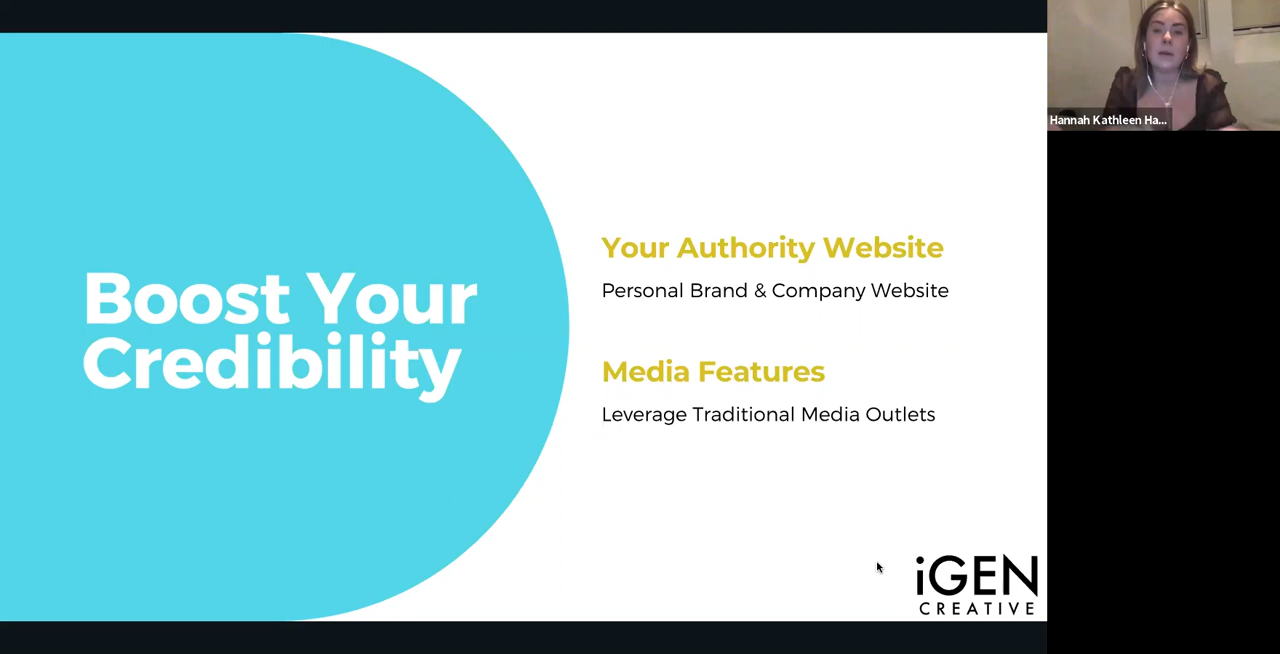 Boost Your
Credibility
Your Authority Website
Personal Brand & Company Website
Media Features
Leverage Traditional Media Outlets
iGEN
CREATIVE
Hannah Kathleen Ha...